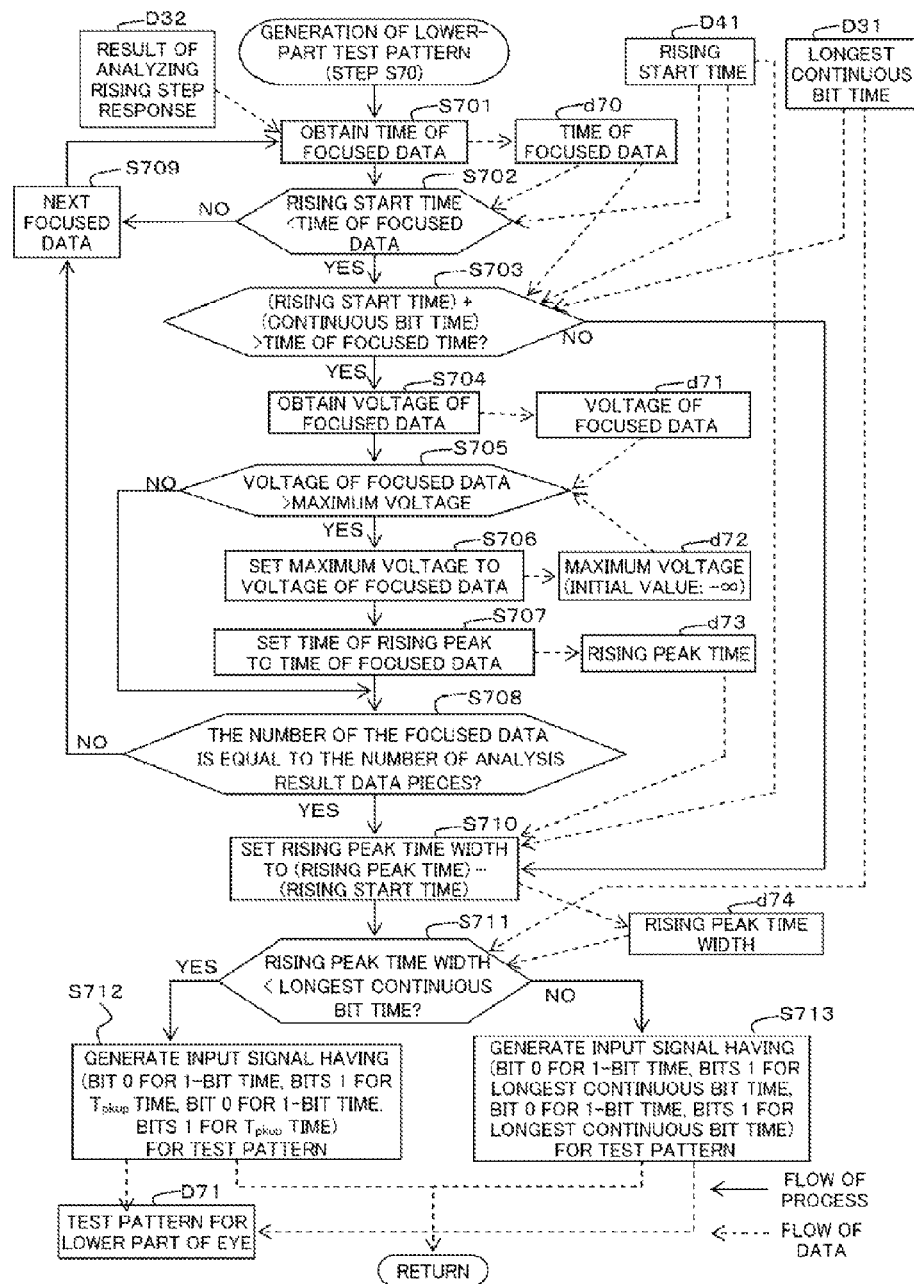 D32
RESULT OF
ANALYZING
RISING STEP
RESPONSE
GENERATION OF LOWER-
PART TEST PATTERN
(STEP S70)
D41
RISING
START TIME
D31
LONGEST
CONTINUOUS
BIT TIME
S701
OBTAIN TIME OF
FOCUSED DATA
d70
TIME OF
FOCUSED DATA
S709
NEXT
FOCUSED
DATA
S702
RISING START TIME
<TIME OF FOCUSED
DATA
NO
YES
S703
(RISING START TIME) +
(CONTINUOUS BIT TIME)
>TIME OF FOCUSED TIME?
NO
YES
S704
OBTAIN VOLTAGE OF
FOCUSED DATA
d71
VOLTAGE OF
FOCUSED DATA
S705
VOLTAGE OF FOCUSED DATA
>MAXIMUM VOLTAGE
NO
YES
S706
SET MAXIMUM VOLTAGE TO
VOLTAGE OF FOCUSED DATA
d72
MAXIMUM VOLTAGE
(INITIAL VALUE: -∞)
S707
SET TIME OF RISING PEAK
TO TIME OF FOCUSED DATA
d73
RISING PEAK TIME
S708
THE NUMBER OF THE FOCUSED DATA
IS EQUAL TO THE NUMBER OF ANALYSIS
RESULT DATA PIECES?
NO
YES
S710
SET RISING PEAK TIME WIDTH
TO (RISING PEAK TIME) -
(RISING START TIME)
d74
RISING PEAK TIME
WIDTH
S711
RISING PEAK TIME WIDTH
< LONGEST CONTINUOUS
BIT TIME?
YES
NO
S712
GENERATE INPUT SIGNAL HAVING
(BIT 0 FOR 1-BIT TIME, BITS 1 FOR
Tpkup TIME, BIT 0 FOR 1-BIT TIME,
BITS 1 FOR Tpkup TIME)
FOR TEST PATTERN
S713
GENERATE INPUT SIGNAL HAVING
(BIT 0 FOR 1-BIT TIME, BITS 1 FOR
LONGEST CONTINUOUS BIT TIME,
BIT 0 FOR 1-BIT TIME, BITS 1 FOR
LONGEST CONTINUOUS BIT TIME)
FOR TEST PATTERN
D71
TEST PATTERN FOR
LOWER PART OF EYE
RETURN
FLOW OF
PROCESS
FLOW OF
DATA